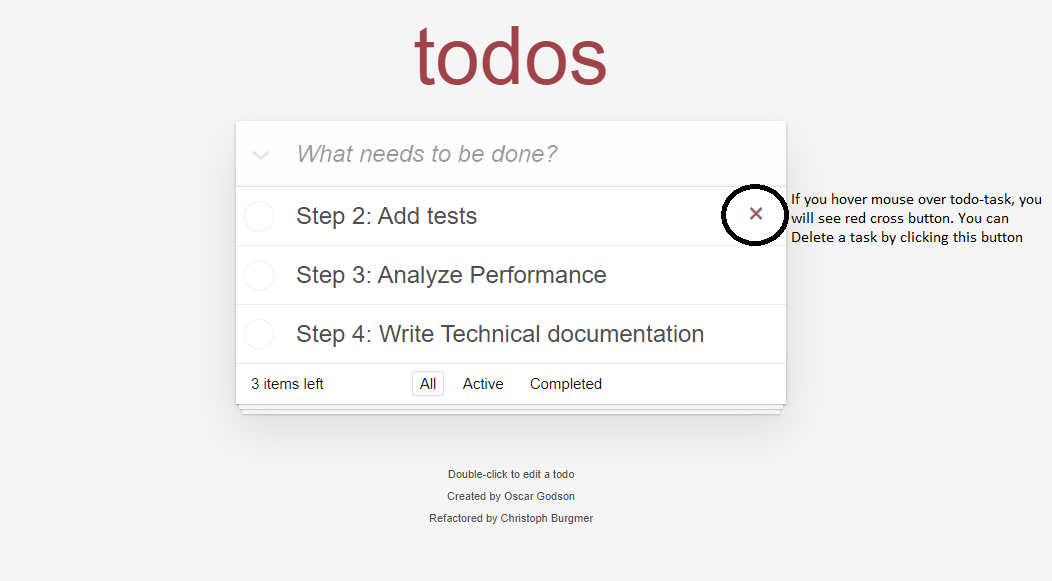 todos
What needs to be done?
Step 2: Add tests
If you hover mouse over todo-task, you
will see red cross button. You can
Delete a task by clicking this button
Step 3: Analyze Performance
Step 4: Write Technical documentation
3 items left All Active Completed
Double-click to edit a todo
Created by Oscar Godson
Refactored by Christoph Burgmer